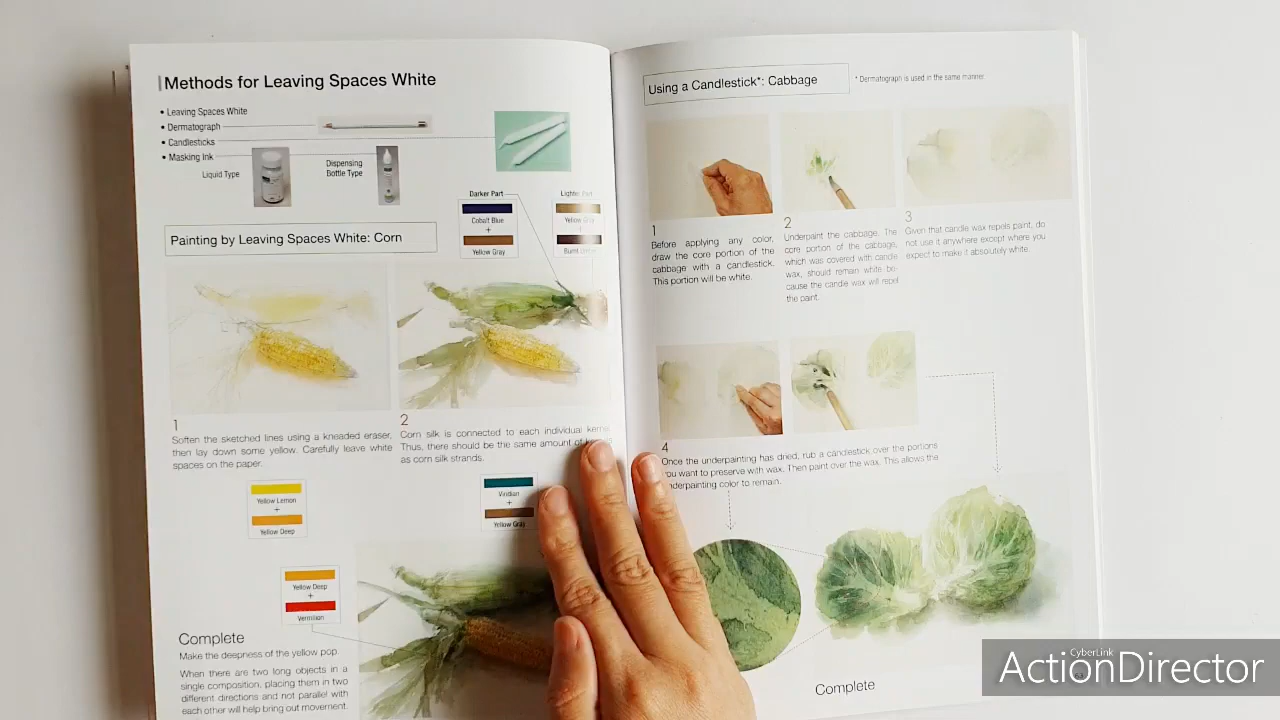 Methods for Leaving Spaces White
• Leaving Spaces White
• Dermatograph
• Candlesticks
• Masking Ink
Liquid Type
Dispensing
Bottle Type
Darker Part
Cobalt Blue
+
Yellow Gray
Lighter Part
Yellow Gray
+
Burnt
Painting by Leaving Spaces White: Corn
1
Soften the sketched lines using a kneaded eraser,
then lay down some yellow. Carefully leave white
spaces on the paper.
2
Corn silk is connected to each individual kernel.
Thus, there should be the same amount of
as corn silk strands.
Yellow Lemon
+
Yellow Deep
Viridian
+
Yellow Gray
Yellow Deep
+
Vermilion
Complete
Make the deepness of the yellow pop.
When there are two long objects in a
single composition, placing them in two
different directions and not parallel with
each other will help bring out movement.
Using a Candlestick*: Cabbage
* Dermatograph is used in the same manner
1
Before applying any color,
draw the core portion of the
cabbage with a candlestick.
This portion will be white.
2
Underpaint the cabbage. The
core portion of the cabbage,
which was covered with candle
wax, should remain white be-
cause the candle wax will repel
the paint.
3
Given that candle wax repels paint, do
not use it anywhere except where you
expect to make it absolutely white.
4
Once the underpainting has dried, rub a candlestick over the portions
you want to preserve with wax. Then paint over the wax. This allows the
underpainting color to remain.
Complete
CyberLink
ActionDirector